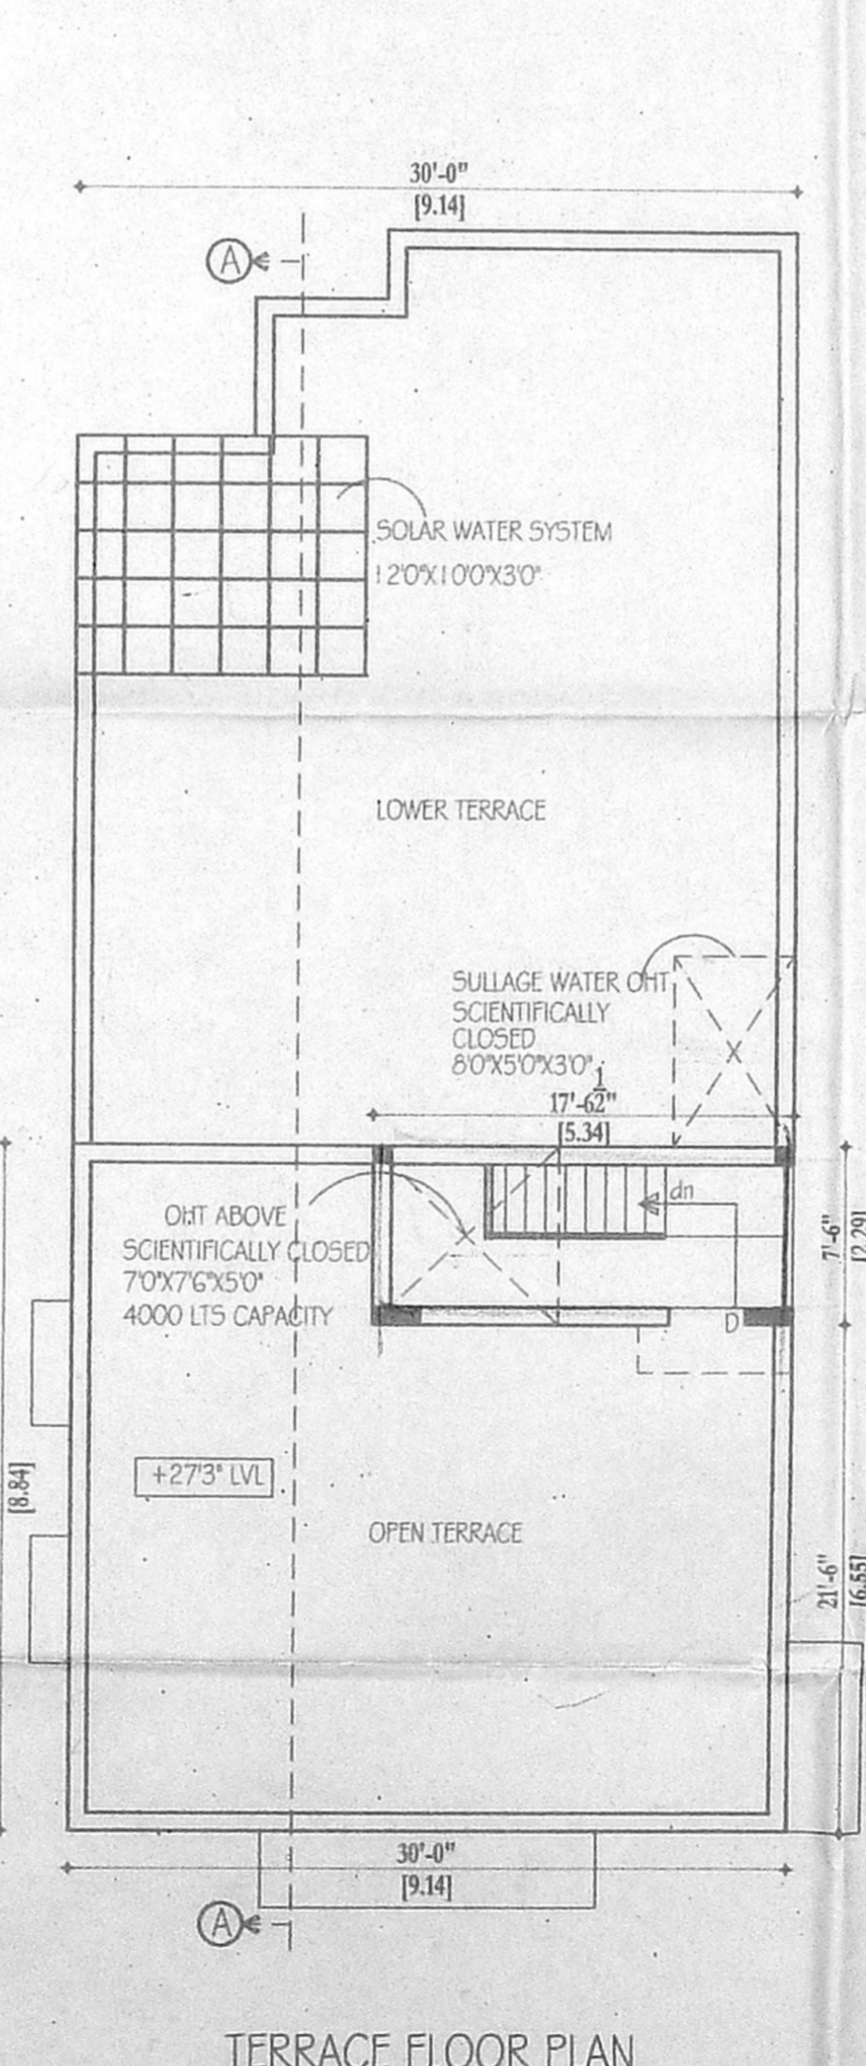 30'-0"
[9.14]
A
SOLAR WATER SYSTEM
12'0"X10'0"X3'0"
LOWER TERRACE
SULLAGE WATER OHT
SCIENTIFICALLY
CLOSED
8'0"X5'0"X3'0"
17'-6 1/2"
[5.34]
dn
OHT ABOVE
SCIENTIFICALLY CLOSED
7'0"X7'6"X5'0"
4000 LTS CAPACITY
D
7'-6"
[2.29]
+27'3" LVL
[8.84]
OPEN TERRACE
21'-6"
[6.55]
30'-0"
[9.14]
A
TERRACE FLOOR PLAN